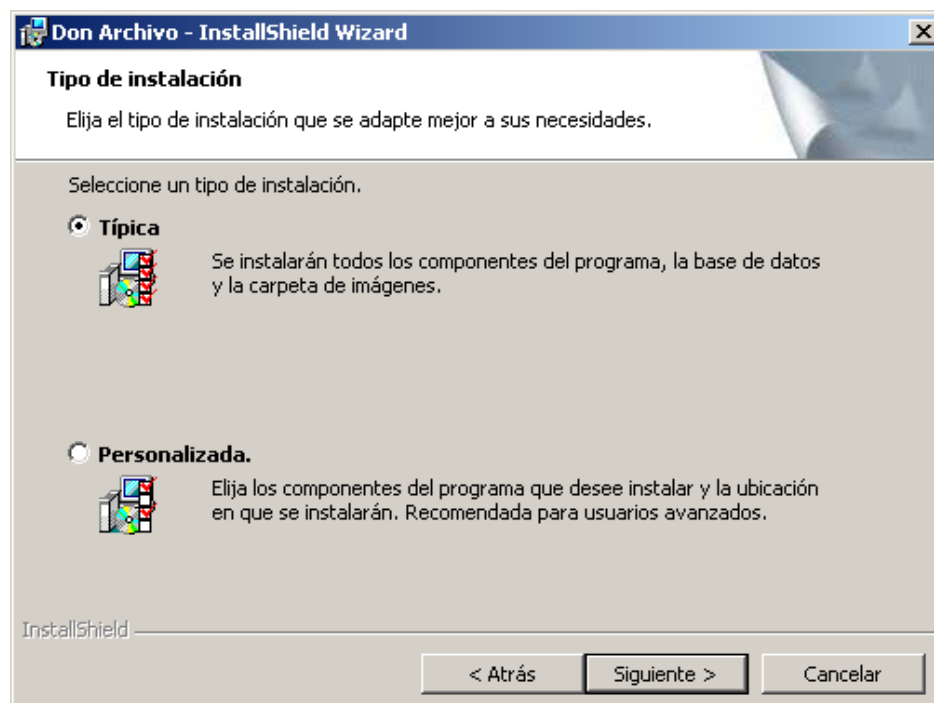 Don Archivo - InstallShield Wizard
Tipo de instalación
Elija el tipo de instalación que se adapte mejor a sus necesidades.
Seleccione un tipo de instalación.
Típica
Se instalarán todos los componentes del programa, la base de datos
y la carpeta de imágenes.
Personalizada.
Elija los componentes del programa que desee instalar y la ubicación
en que se instalarán. Recomendada para usuarios avanzados.
InstallShield
< Atrás
Siguiente >
Cancelar